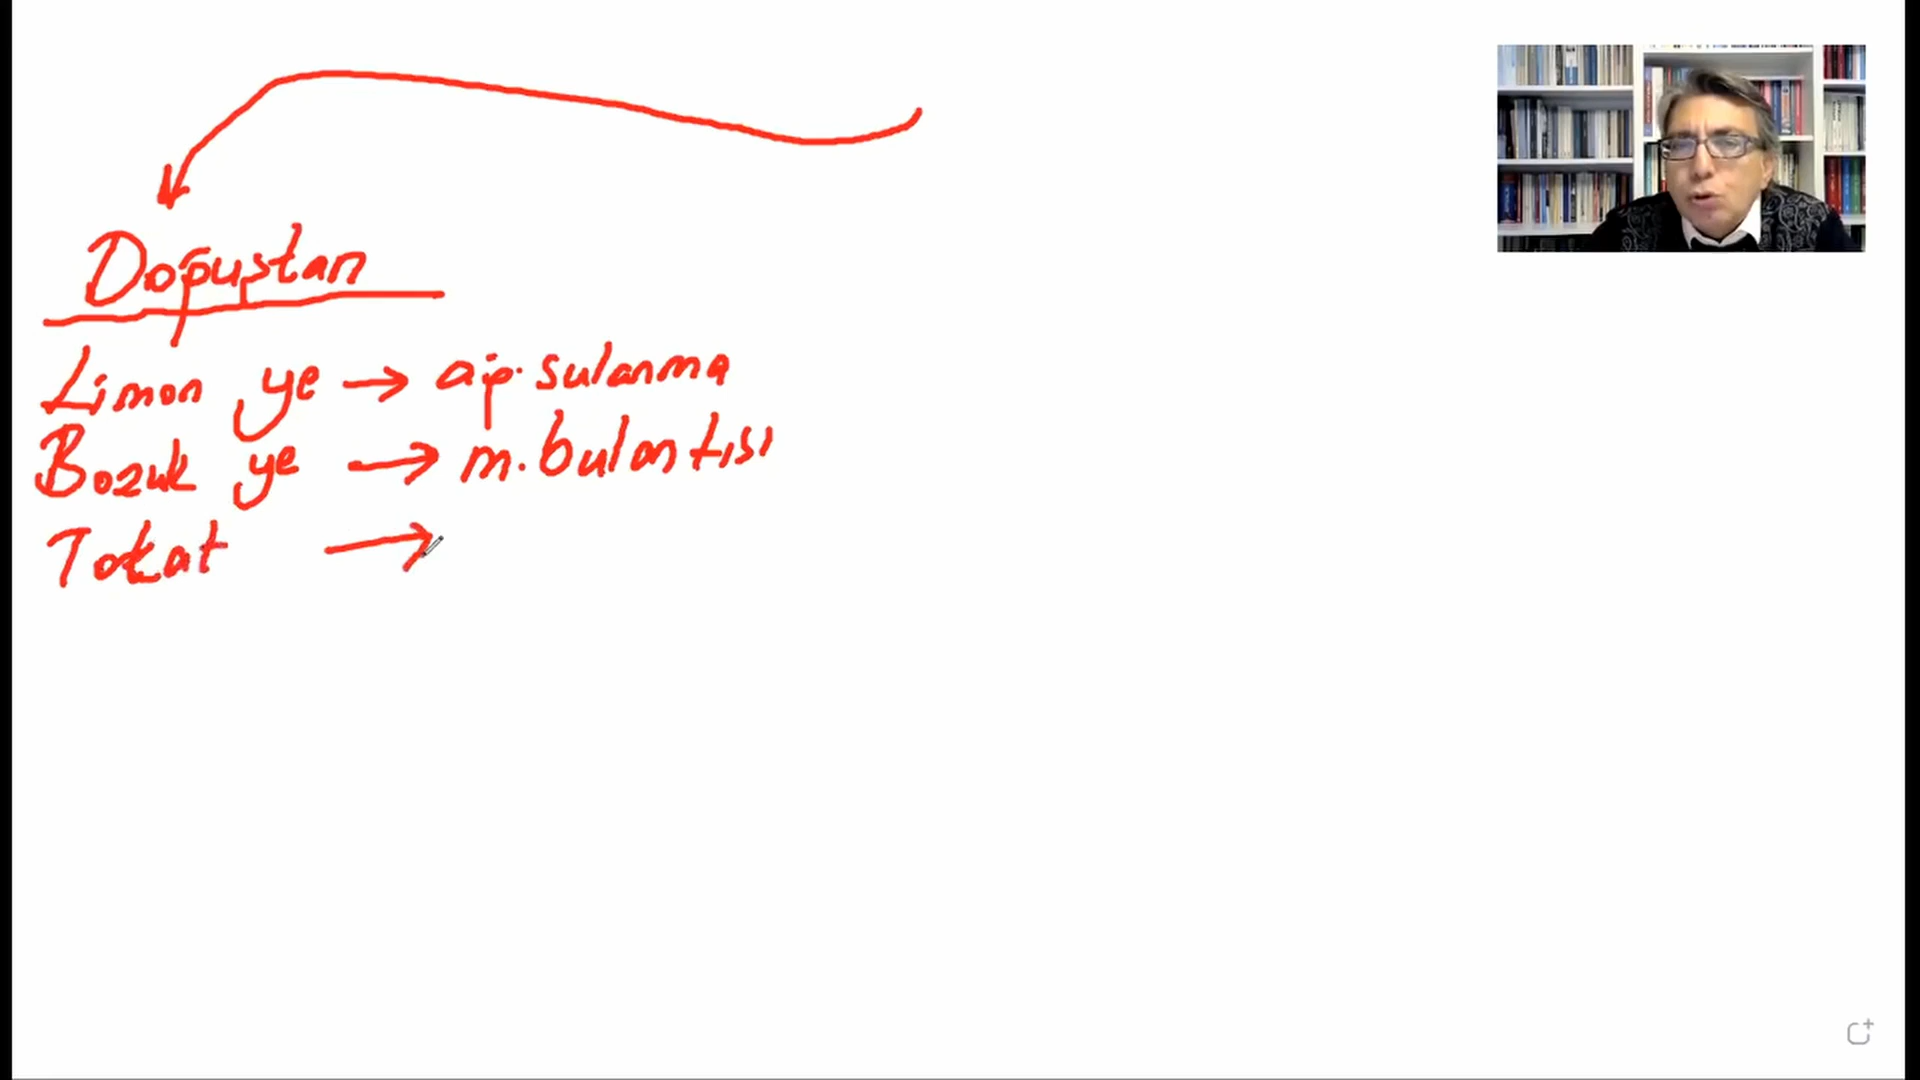 Doğuştan
Limon ye → ağ. sulanma
Bozuk ye → m. bulantısı
Tokat →